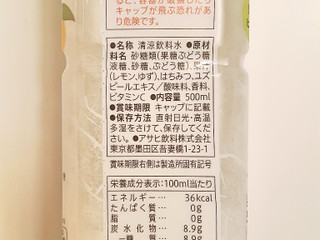 ると、容器が破損したり
キャップが飛ぶ恐れがあ
り危険です。
●名称 清涼飲料水 ●原材
料名 砂糖類(果糖ぶどう糖
液糖、砂糖、ぶどう糖)、果汁
(レモン、ゆず)、はちみつ、ユズ
ピールエキス/酸味料、香料、
ビタミンC ●内容量 500ml
●賞味期限 キャップに記載
●保存方法 直射日光・高温
多湿をさけて、保存してくださ
い。●アサヒ飲料株式会社
東京都墨田区吾妻橋1-23-1
賞味期限右側は製造所固有記号
栄養成分表示:100ml当たり
エネルギー … 36kcal
たんぱく質 … 0g
脂質 … 0g
炭水化物 … 8.9g
－糖質 … 8.9g